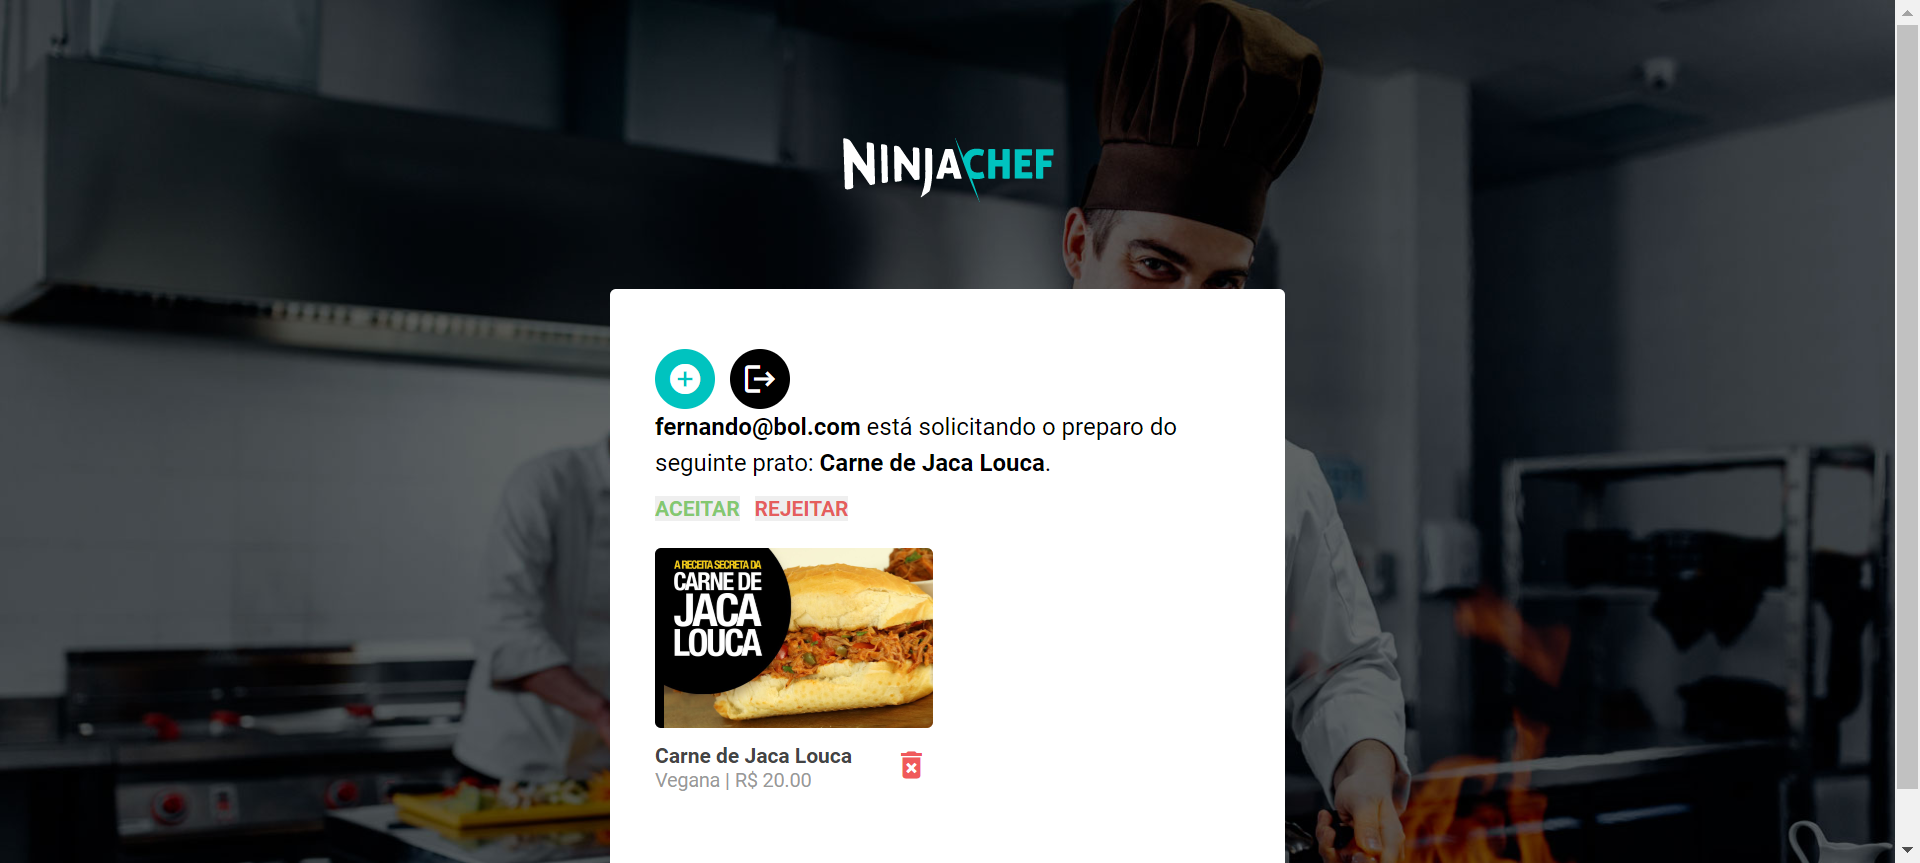 NINJACHEF
fernando@bol.com está solicitando o preparo do
seguinte prato: Carne de Jaca Louca.
ACEITAR REJEITAR
A RECEITA SECRETA DA
CARNE DE
JACA
LOUCA
Carne de Jaca Louca
Vegana | R$ 20.00